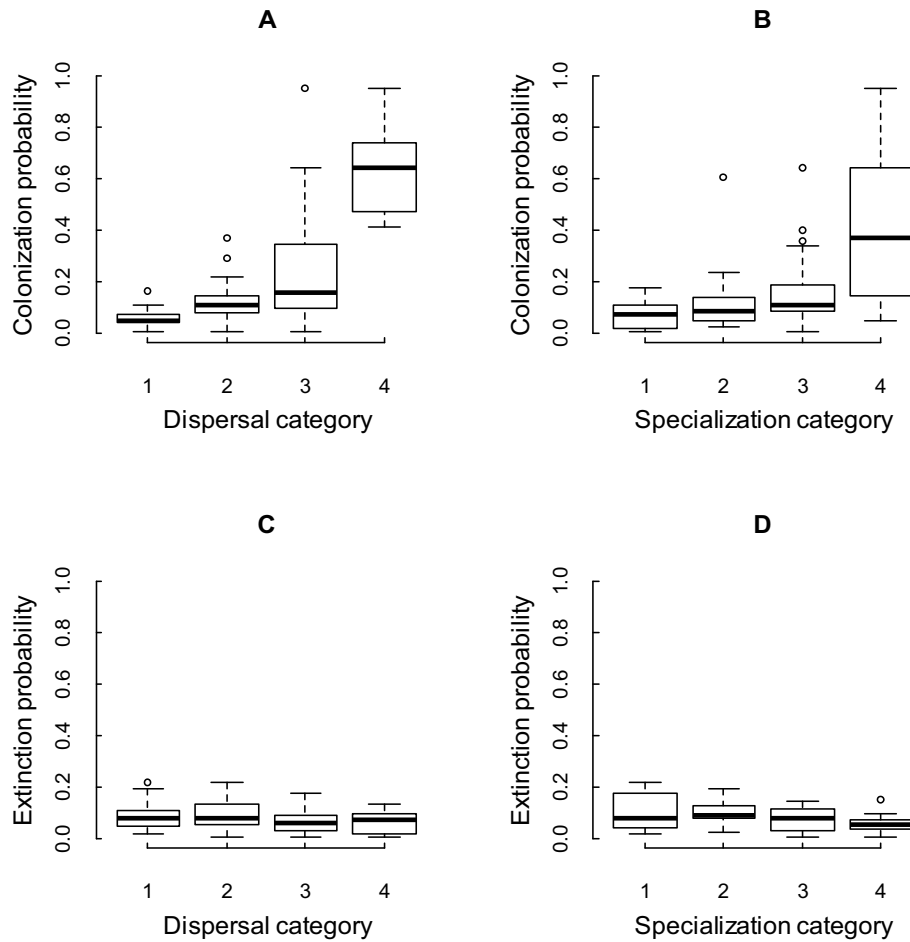 A
Colonization probability
1.0
0.8
0.6
0.4
0.2
0.0
1 2 3 4
Dispersal category
B
Colonization probability
1.0
0.8
0.6
0.4
0.2
0.0
1 2 3 4
Specialization category
C
Extinction probability
1.0
0.8
0.6
0.4
0.2
0.0
1 2 3 4
Dispersal category
D
Extinction probability
1.0
0.8
0.6
0.4
0.2
0.0
1 2 3 4
Specialization category